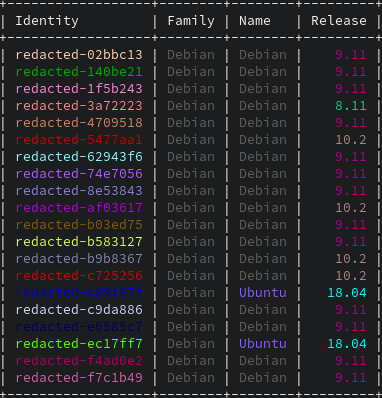 Identity Family Name Release
redacted-02bbc13 Debian Debian 9.11
redacted-140be21 Debian Debian 9.11
redacted-1f5b243 Debian Debian 9.11
redacted-3a72223 Debian Debian 8.11
redacted-4709518 Debian Debian 9.11
redacted-5477aa1 Debian Debian 10.2
redacted-62943f6 Debian Debian 9.11
redacted-74e7056 Debian Debian 9.11
redacted-8e53843 Debian Debian 9.11
redacted-af03617 Debian Debian 10.2
redacted-b03ed75 Debian Debian 9.11
redacted-b583127 Debian Debian 9.11
redacted-b9b8367 Debian Debian 10.2
redacted-c725256 Debian Debian 10.2
Debian Ubuntu 18.04
redacted-c9da886 Debian Debian 9.11
redacted-e6585c7 Debian Debian 9.11
redacted-ec17ff7 Debian Ubuntu 18.04
redacted-f4ad0e2 Debian Debian 9.11
redacted-f7c1b49 Debian Debian 9.11